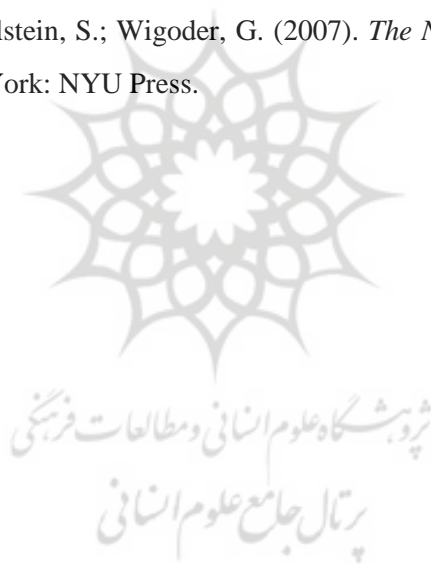 lstein, S.; Wigoder, G. (2007). The N
York: NYU Press.
پژوهشگاه علوم انسانی و مطالعات فرهنگی
پرتال جامع علوم انسانی